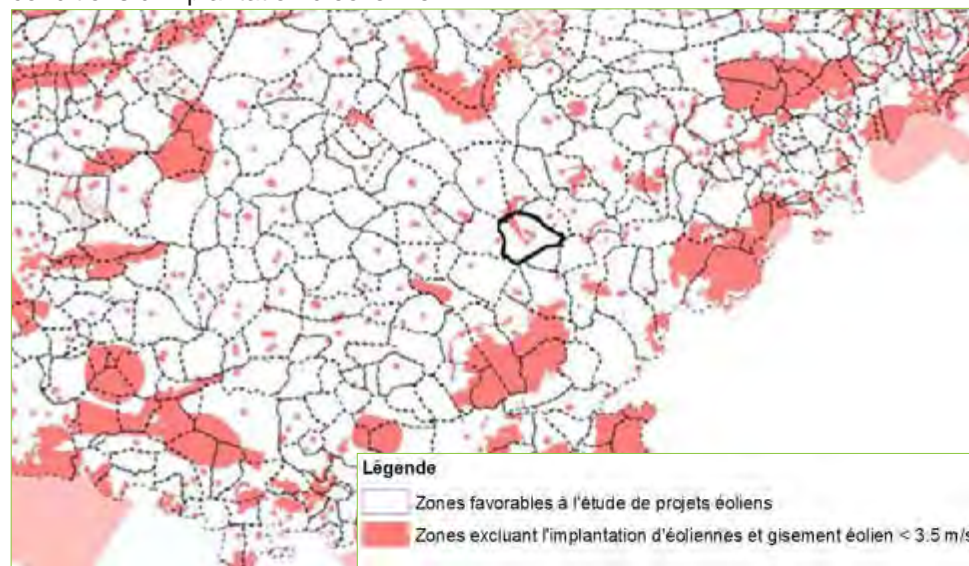 Légende
Zones favorables à l'étude de projets éoliens
Zones excluant l'implantation d'éoliennes et gisement éolien < 3.5 m/s